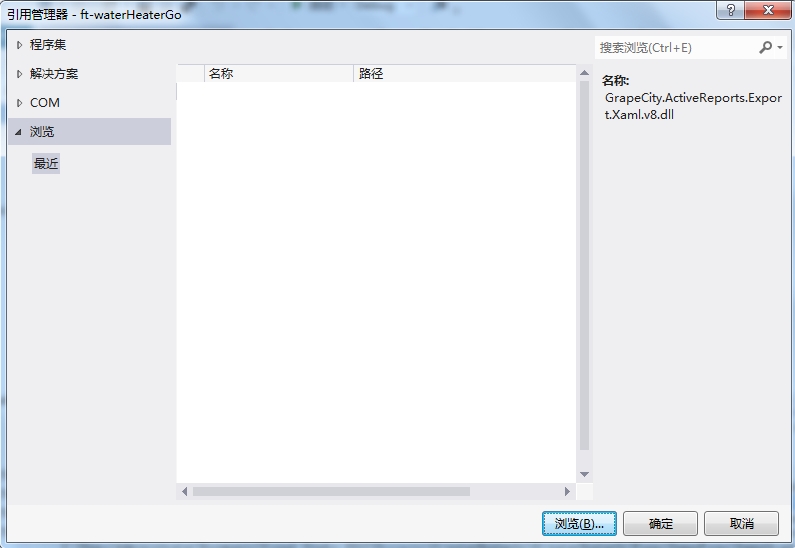 引用管理器 - ft-waterHeaterGo
程序集
解决方案
COM
浏览
最近
名称
路径
搜索浏览(Ctrl+E)
名称:
GrapeCity.ActiveReports.Expor
t.Xaml.v8.dll
浏览(B)...
确定
取消